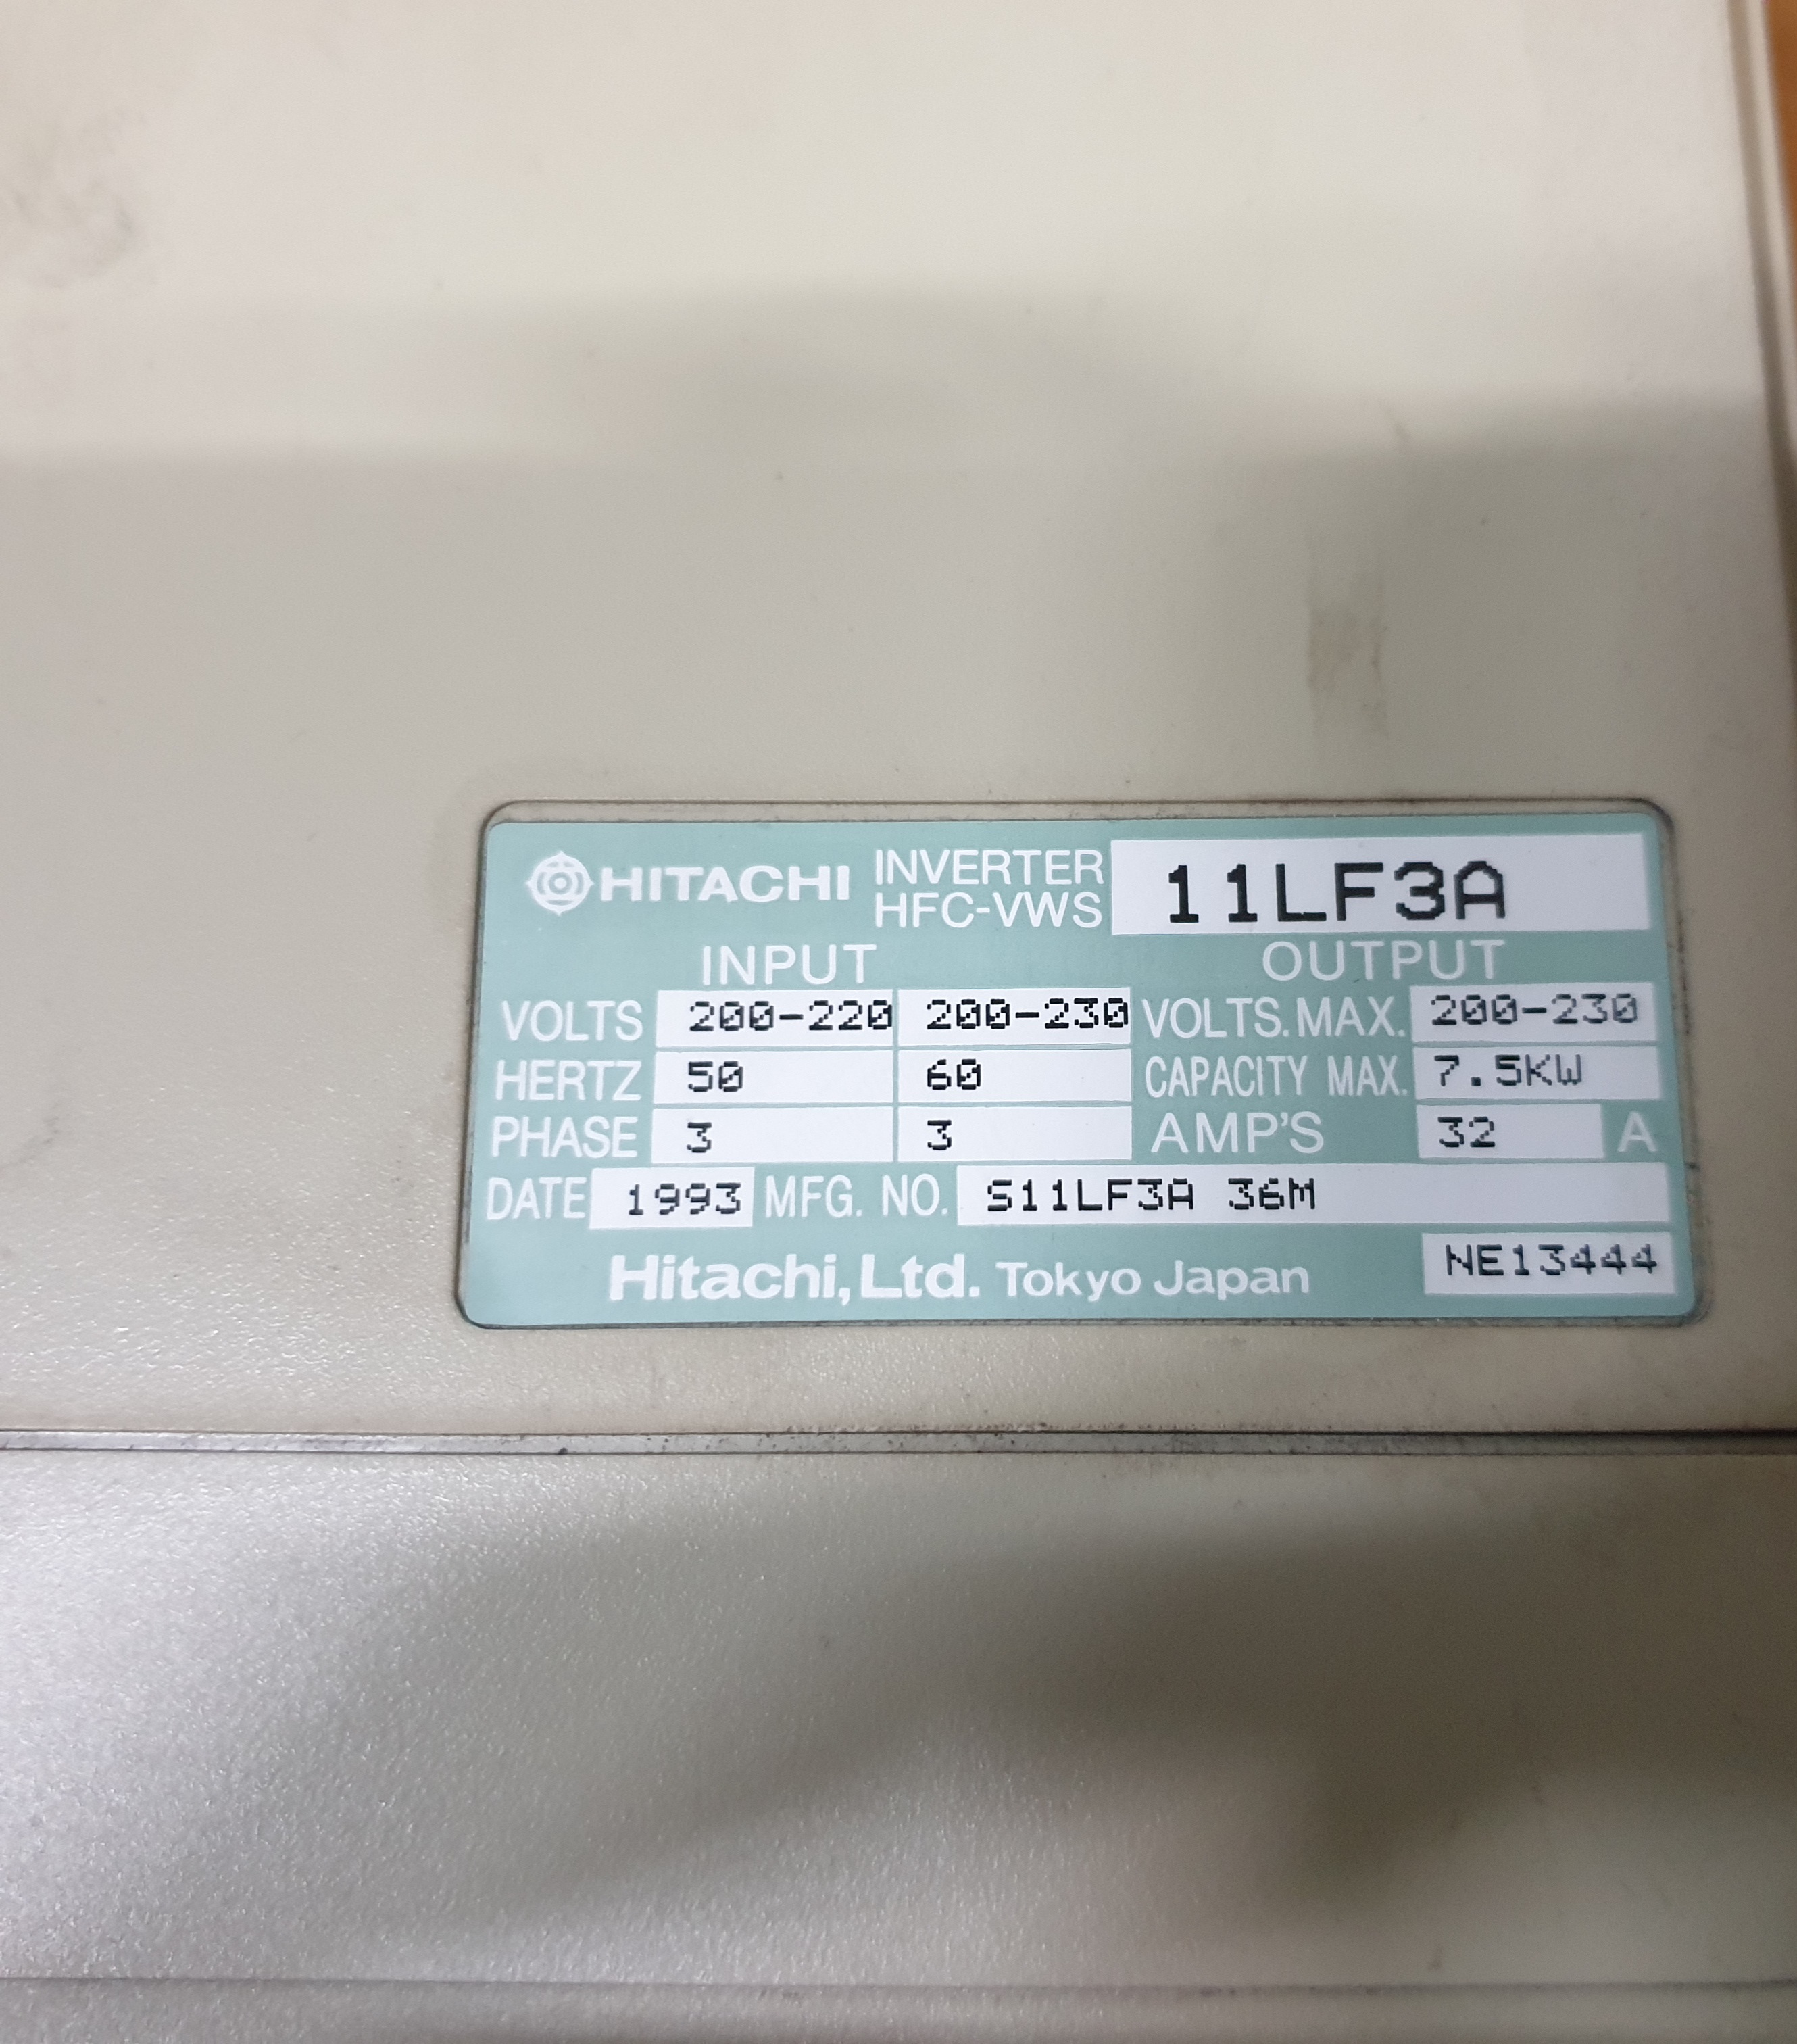 HITACHI INVERTER HFC-VWS 11LF3A
INPUT OUTPUT
VOLTS 200-220 200-230 VOLTS.MAX. 200-230
HERTZ 50 60 CAPACITY MAX. 7.5KW
PHASE 3 3 AMP'S 32 A
DATE 1993 MFG. NO. S11LF3A 36M
Hitachi, Ltd. Tokyo Japan NE13444